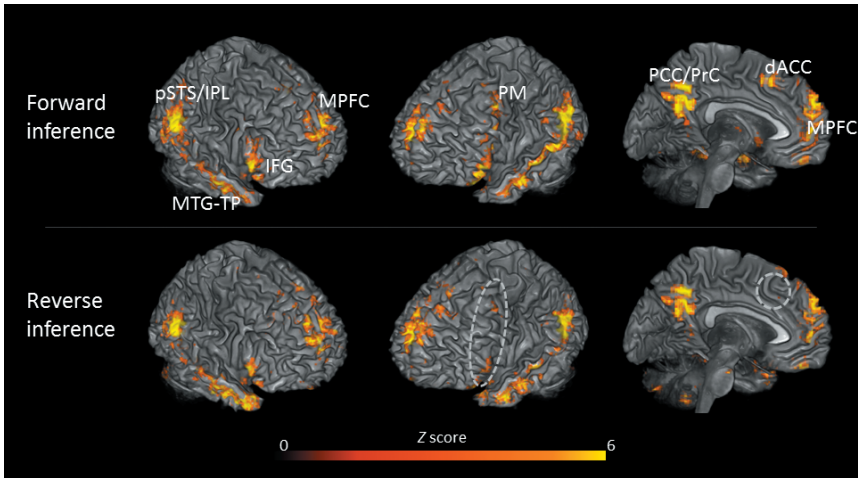 Forward
inference
pSTS/IPL
MPFC
IFG
MTG-TP
PM
PCC/PrC
dACC
MPFC
Reverse
inference
Z score
0
6